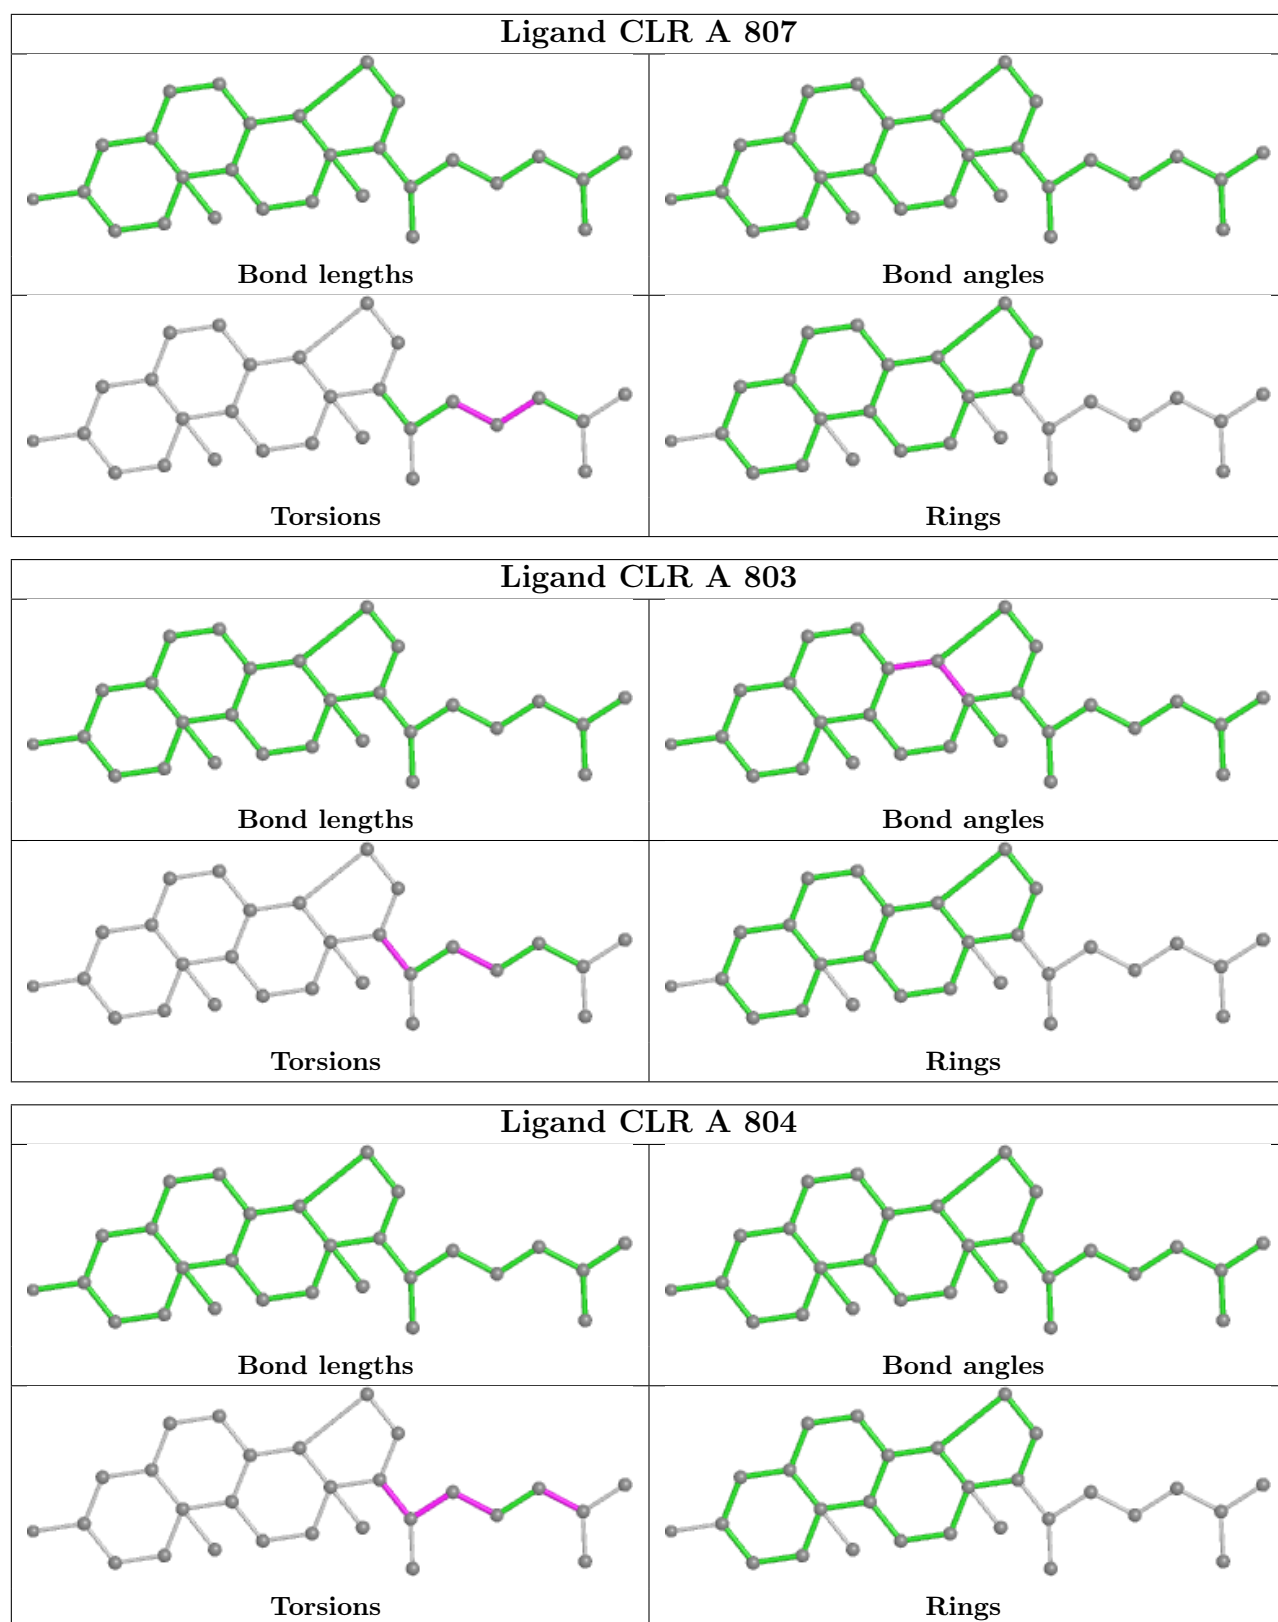 Ligand CLR A 807
Bond lengths
Bond angles
Torsions
Rings
Ligand CLR A 803
Bond lengths
Bond angles
Torsions
Rings
Ligand CLR A 804
Bond lengths
Bond angles
Torsions
Rings